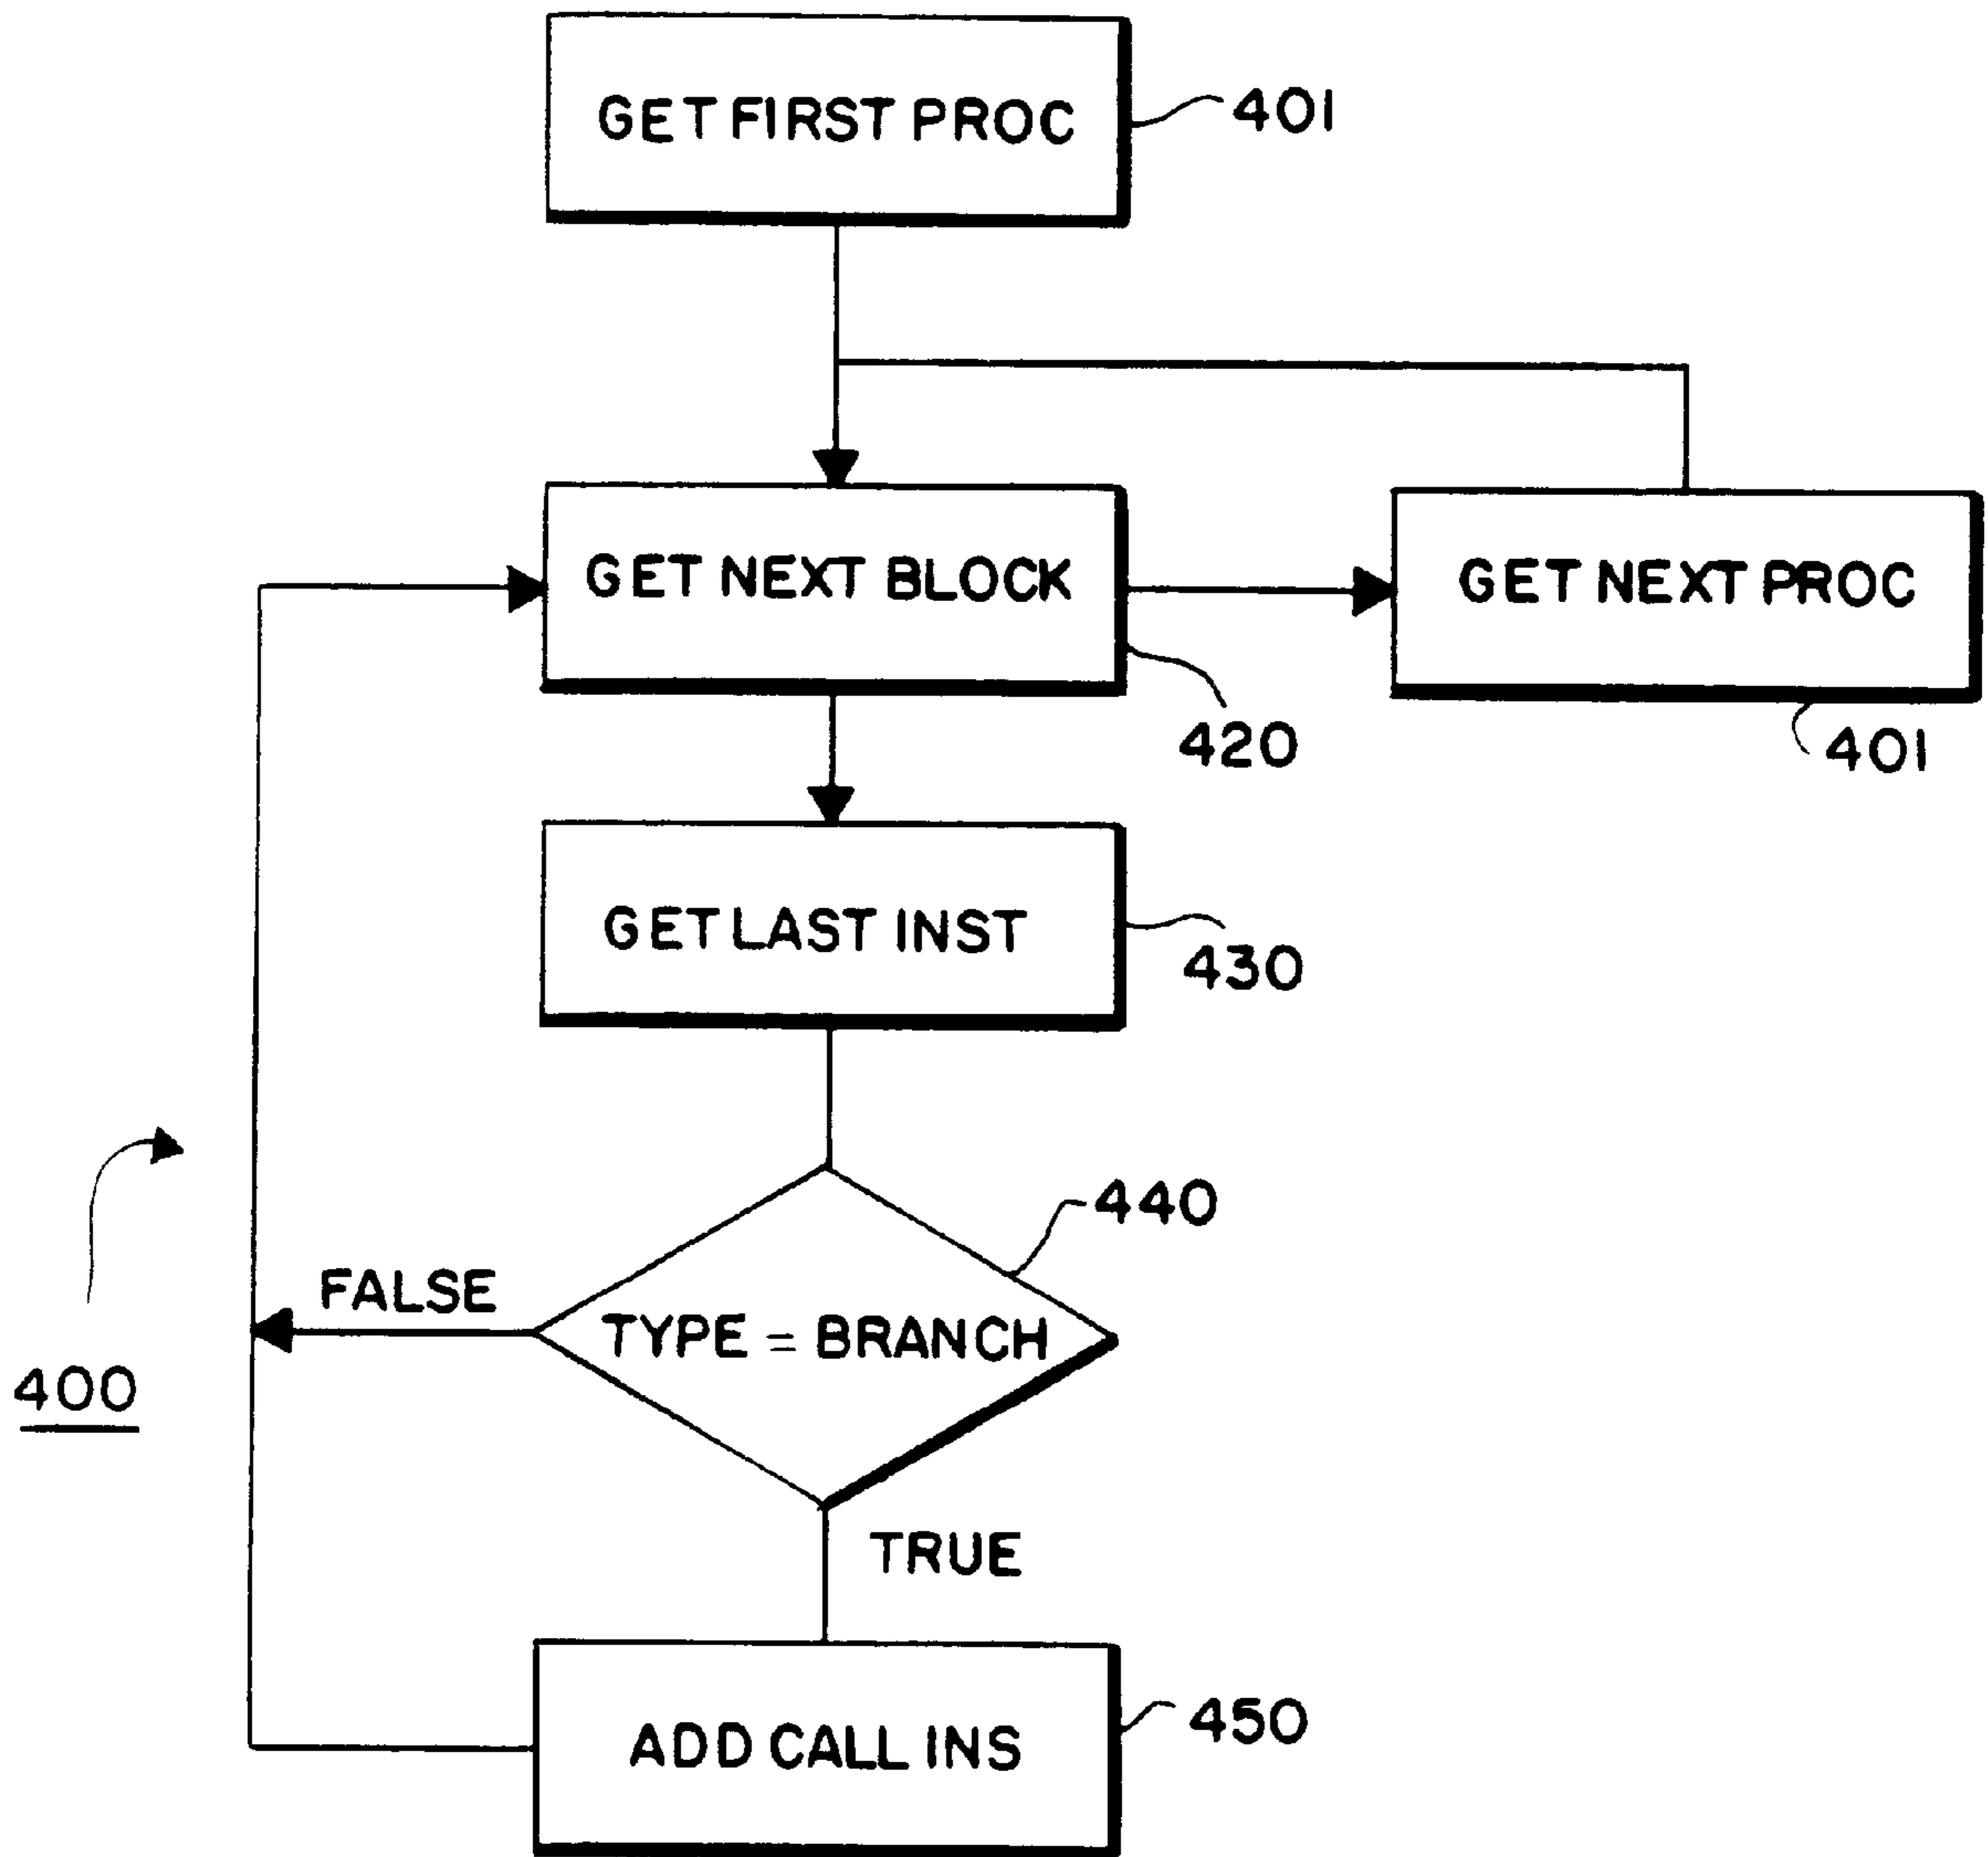 GET FIRST PROC
401
GET NEXT BLOCK
GET NEXT PROC
420
401
GET LAST INST
430
440
FALSE
TYPE = BRANCH
400
TRUE
ADD CALL INS
450